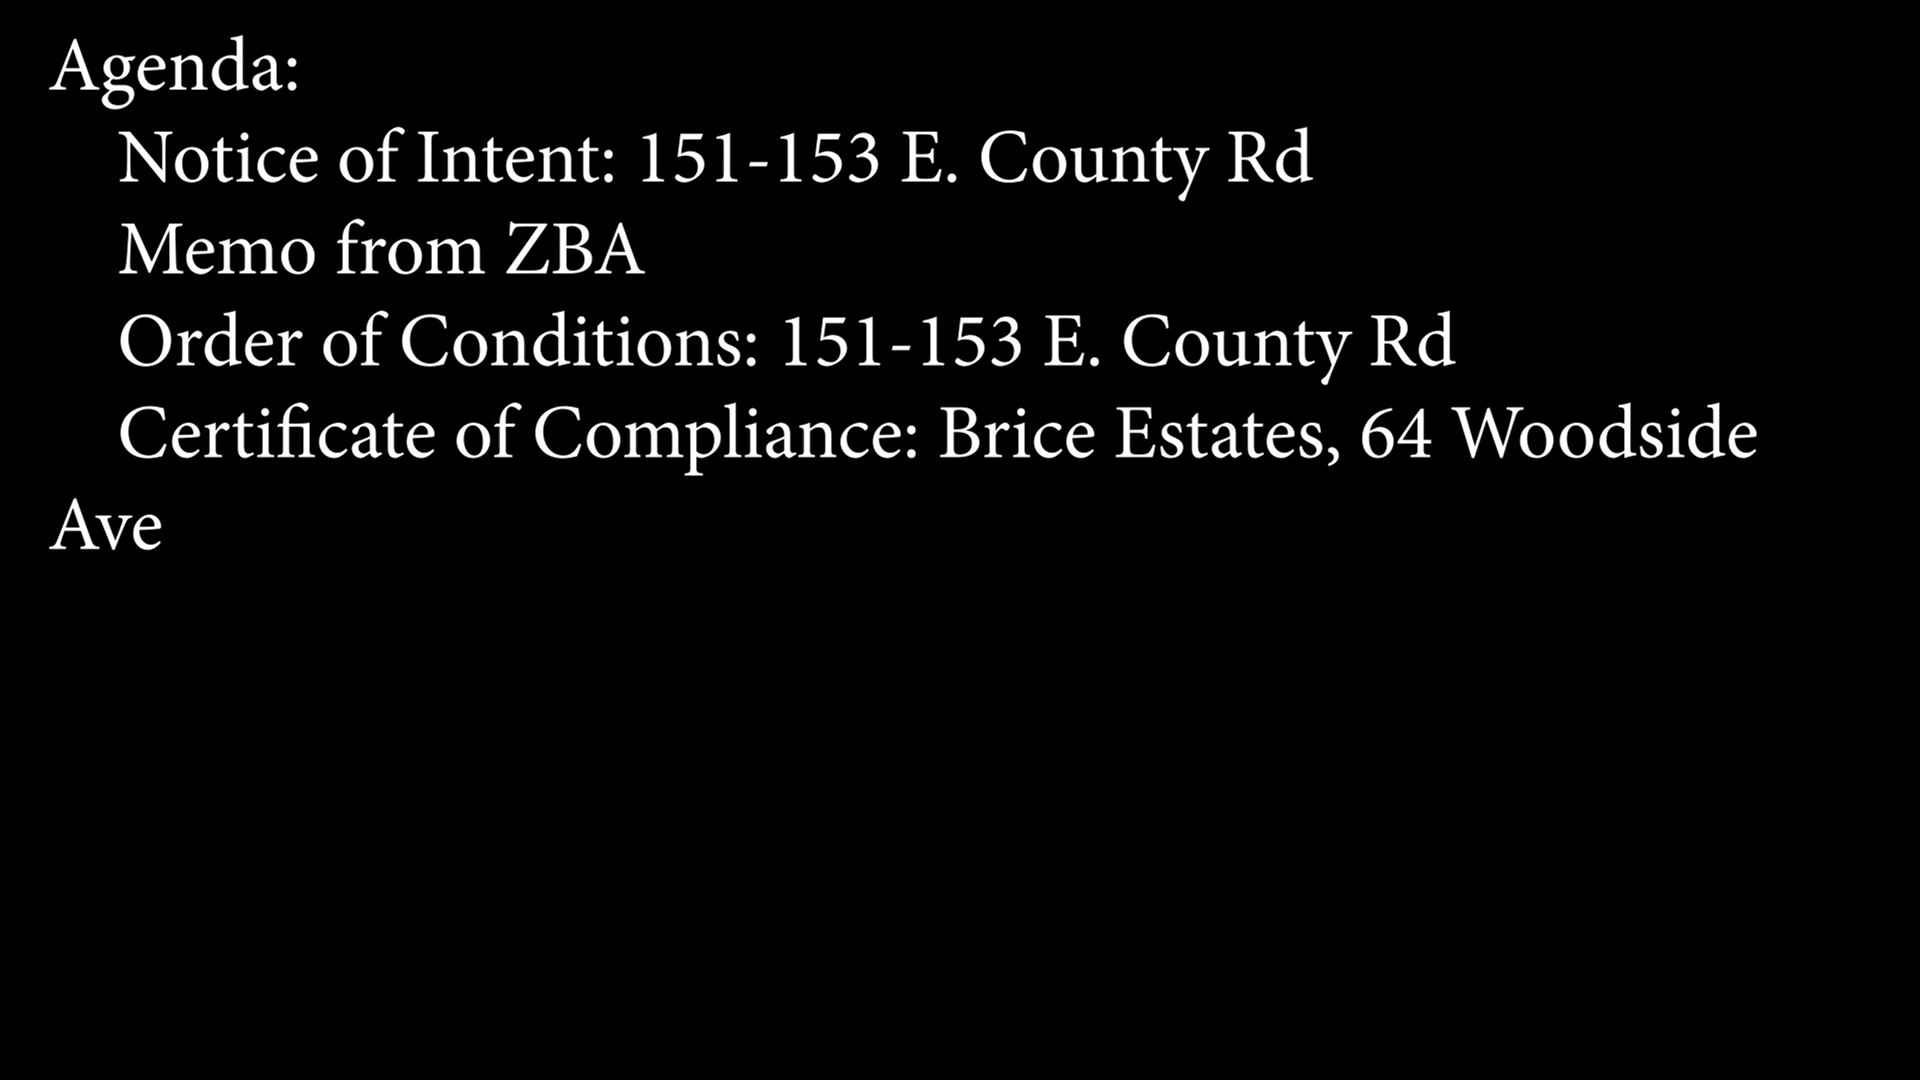 Agenda:
Notice of Intent: 151-153 E. County Rd
Memo from ZBA
Order of Conditions: 151-153 E. County Rd
Certificate of Compliance: Brice Estates, 64 Woodside
Ave